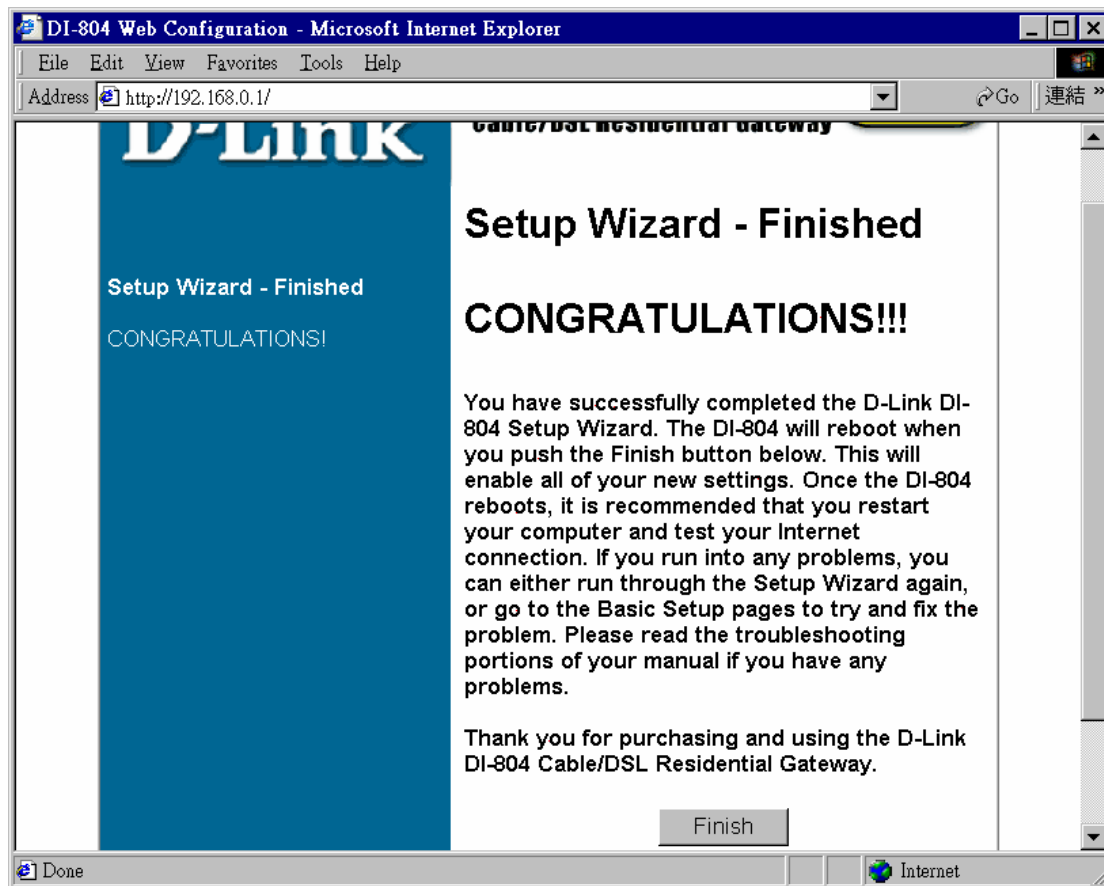 DI-804 Web Configuration - Microsoft Internet Explorer
File Edit View Favorites Tools Help
Address http://192.168.0.1/ Go 連結 »
D-Link
Cable/DSL Residential Gateway
Setup Wizard - Finished
CONGRATULATIONS!
Setup Wizard - Finished
CONGRATULATIONS!!!
You have successfully completed the D-Link DI-
804 Setup Wizard. The DI-804 will reboot when
you push the Finish button below. This will
enable all of your new settings. Once the DI-804
reboots, it is recommended that you restart
your computer and test your Internet
connection. If you run into any problems, you
can either run through the Setup Wizard again,
or go to the Basic Setup pages to try and fix the
problem. Please read the troubleshooting
portions of your manual if you have any
problems.
Thank you for purchasing and using the D-Link
DI-804 Cable/DSL Residential Gateway.
Finish
Done
Internet